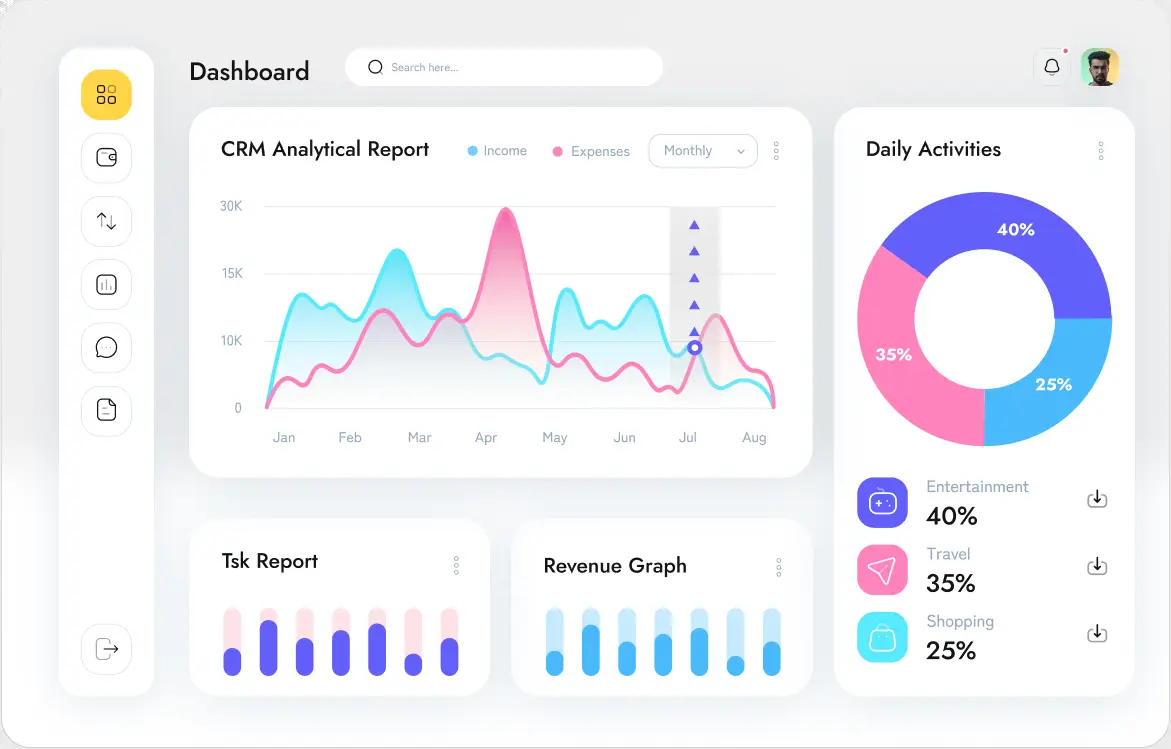 Dashboard
Search here...
CRM Analytical Report
Income
Expenses
Monthly
30K
15K
10K
0
Jan Feb Mar Apr May Jun Jul Aug
Daily Activities
40%
35%
25%
Entertainment
40%
Travel
35%
Shopping
25%
Tsk Report
Revenue Graph